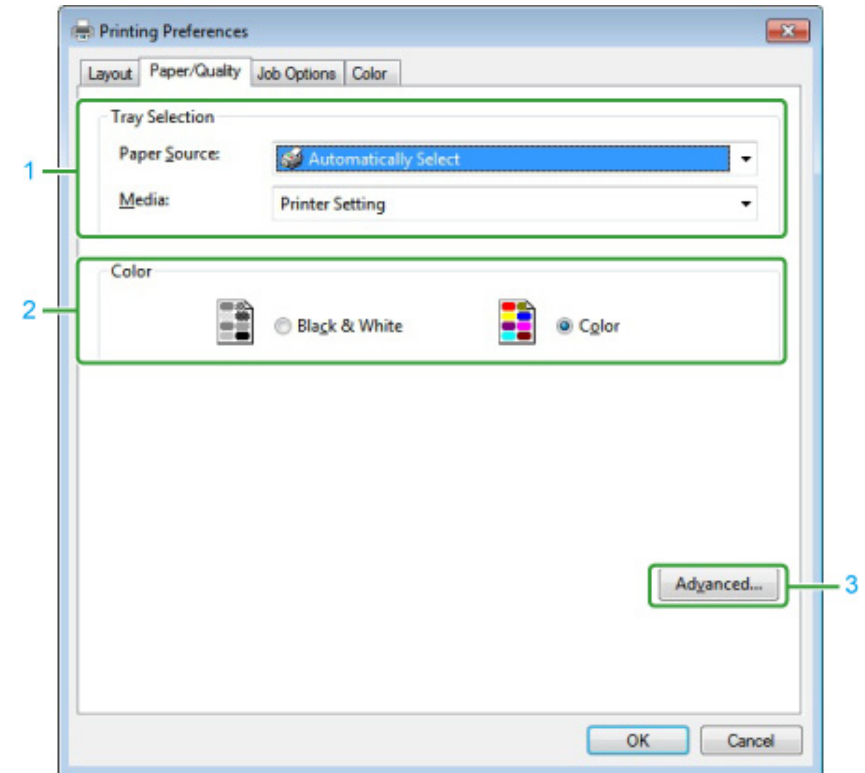 Printing Preferences
Layout Paper/Quality Job Options Color
Tray Selection
1 Paper Source: Automatically Select
Media: Printer Setting
Color
2 Black & White Color
Advanced... 3
OK Cancel